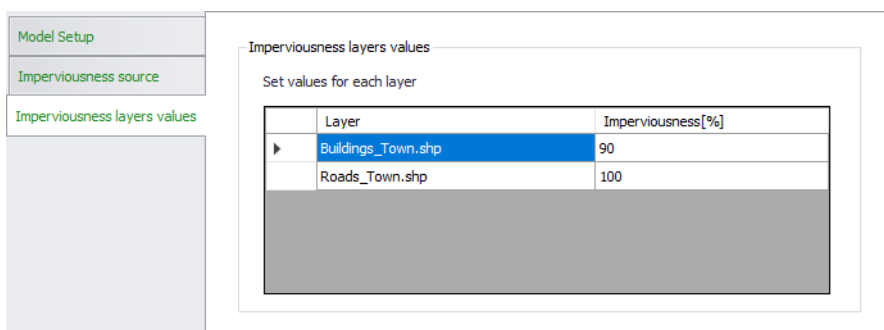 Model Setup
Imperviousness source
Imperviousness layers values
Imperviousness layers values
Set values for each layer
Layer Imperviousness[%]
Buildings_Town.shp 90
Roads_Town.shp 100